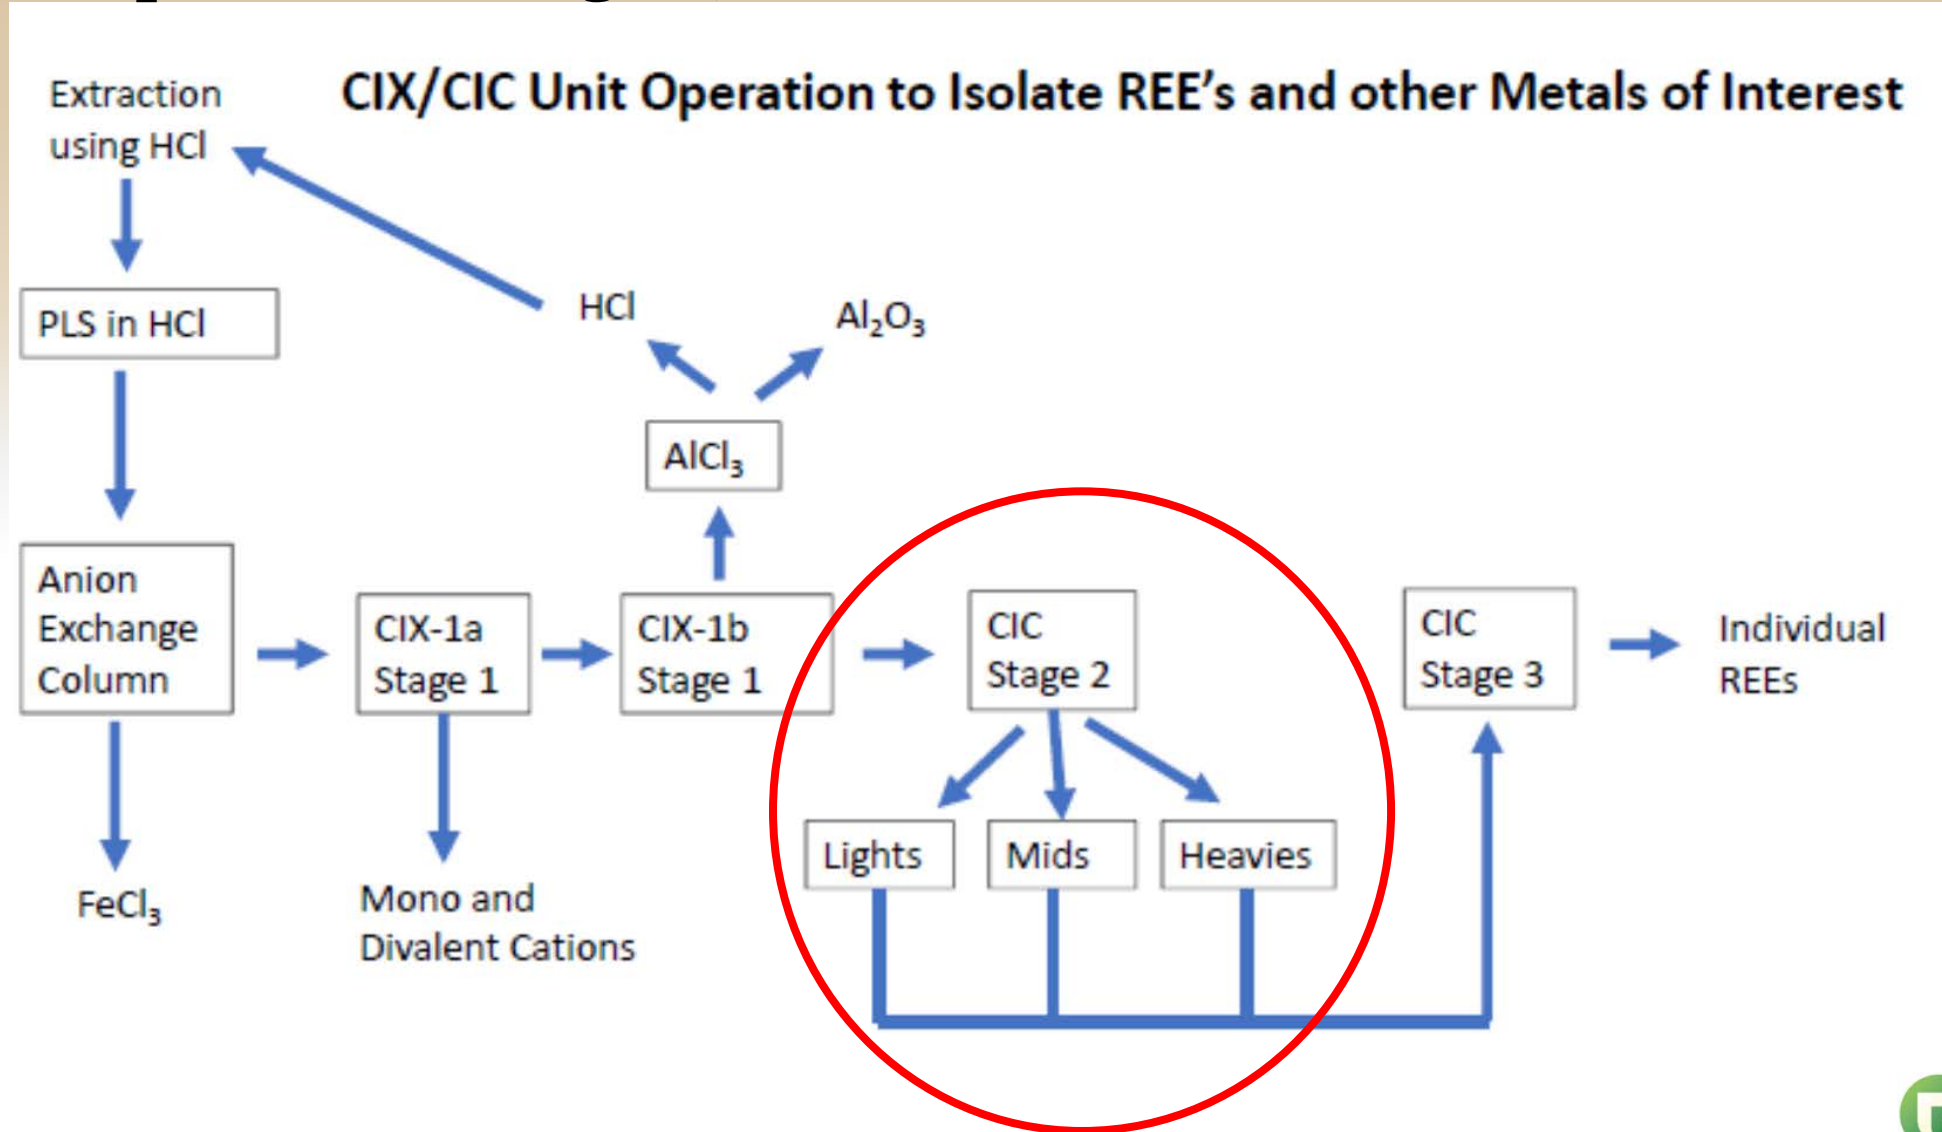 CIX/CIC Unit Operation to Isolate REE's and other Metals of Interest
Extraction
using HCl
PLS in HCl
HCl
Al₂O₃
AlCl₃
Anion
Exchange
Column
CIX-1a
Stage 1
CIX-1b
Stage 1
CIC
Stage 2
CIC
Stage 3
Individual
REEs
Lights
Mids
Heavies
FeCl₃
Mono and
Divalent Cations